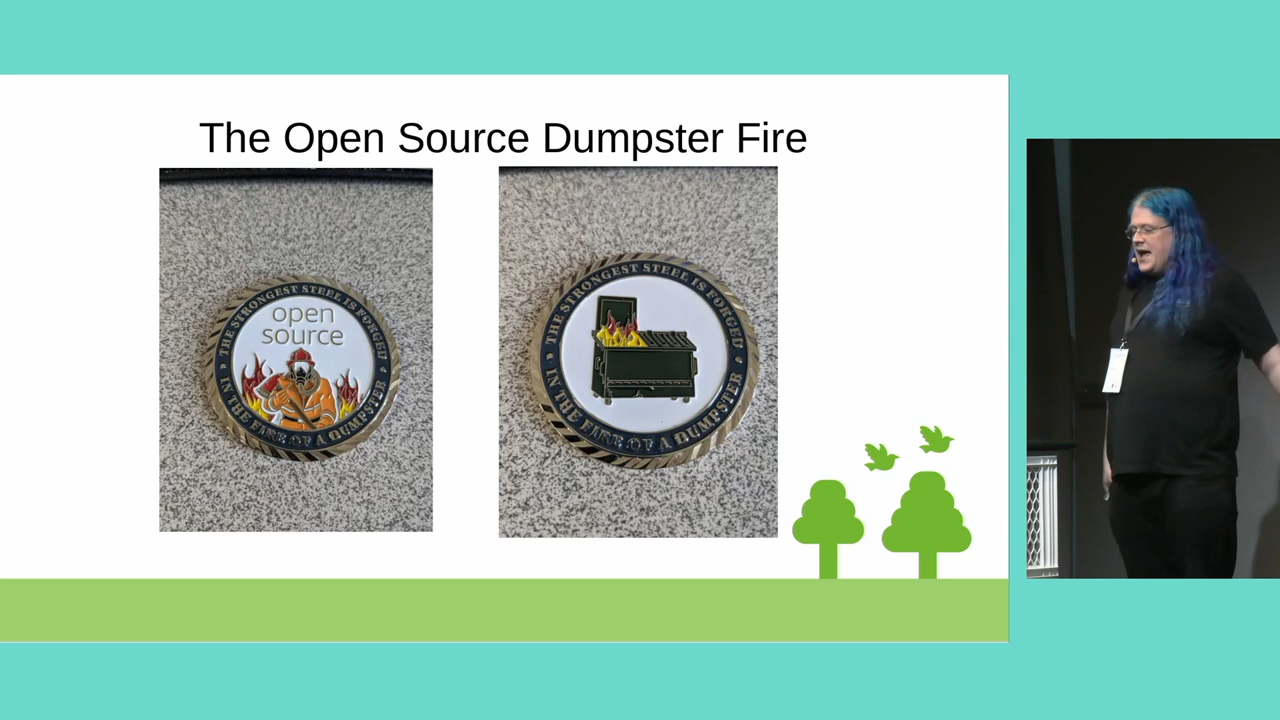 The Open Source Dumpster Fire
THE STRONGEST STEEL IS FORGED
open
source
IN THE FIRE OF A DUMPSTER
THE STRONGEST STEEL IS FORGED
IN THE FIRE OF A DUMPSTER